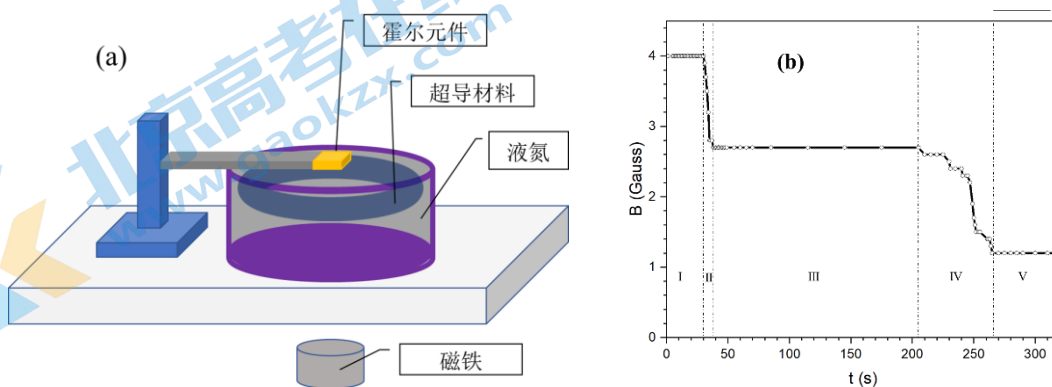 (a)
霍尔元件
超导材料
液氮
磁铁
北京高考在线
www.gaokzx.com
(b)
B (Gauss)
4
3
2
1
0
I
II
III
IV
V
0
50
100
150
200
250
300
t (s)